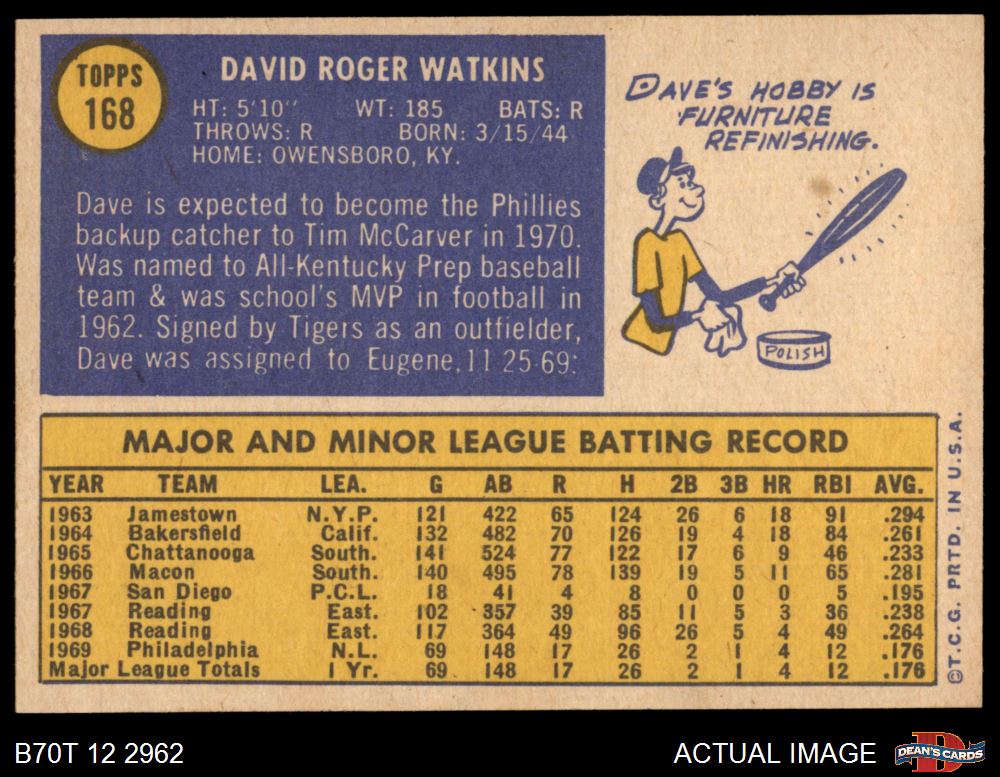 TOPPS
168
DAVID ROGER WATKINS
HT: 5'10" WT: 185 BATS: R
THROWS: R BORN: 3/15/44
HOME: OWENSBORO, KY.
Dave is expected to become the Phillies
backup catcher to Tim McCarver in 1970.
Was named to All-Kentucky Prep baseball
team & was school's MVP in football in
1962. Signed by Tigers as an outfielder,
Dave was assigned to Eugene, 11-25-69.
DAVE'S HOBBY IS
FURNITURE
REFINISHING.
POLISH
MAJOR AND MINOR LEAGUE BATTING RECORD
YEAR TEAM LEA. G AB R H 2B 3B HR RBI AVG.
1963 Jamestown N.Y.P. 121 422 65 124 26 6 18 91 .294
1964 Bakersfield Calif. 132 482 70 126 19 4 18 84 .261
1965 Chattanooga South. 141 524 77 122 17 6 9 46 .233
1966 Macon South. 140 495 78 139 19 5 11 65 .281
1967 San Diego P.C.L. 18 41 4 8 0 0 0 5 .195
1967 Reading East. 102 357 39 85 11 5 3 36 .238
1968 Reading East. 117 364 49 96 26 5 4 49 .264
1969 Philadelphia N.L. 69 148 17 26 2 1 4 12 .176
Major League Totals 1 Yr. 69 148 17 26 2 1 4 12 .176
©T.C.G. PRTD. IN U.S.A.
B70T 12 2962
ACTUAL IMAGE
DEAN'S CARDS